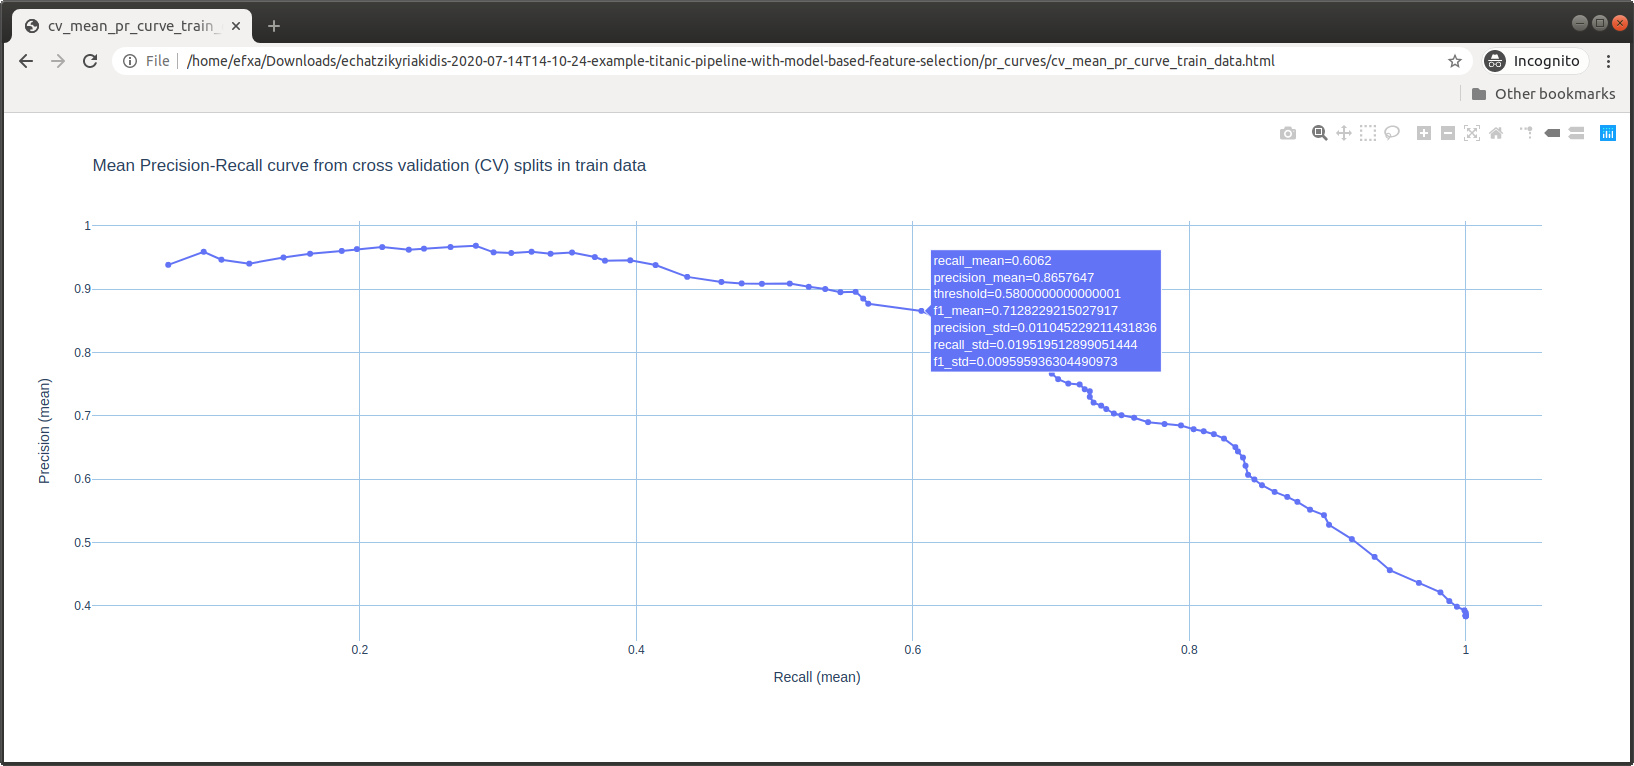 cv_mean_pr_curve_train_
File
/home/efxa/Downloads/echatzikyriakidis-2020-07-14T14-10-24-example-titanic-pipeline-with-model-based-feature-selection/pr_curves/cv_mean_pr_curve_train_data.html
Incognito
Other bookmarks
Mean Precision-Recall curve from cross validation (CV) splits in train data
1
0.9
0.8
0.7
0.6
0.5
0.4
Precision (mean)
recall_mean=0.6062
precision_mean=0.8657647
threshold=0.5800000000000001
f1_mean=0.7128229215027917
precision_std=0.011045229211431836
recall_std=0.019519512899051444
f1_std=0.009595936304490973
0.2
0.4
0.6
0.8
1
Recall (mean)